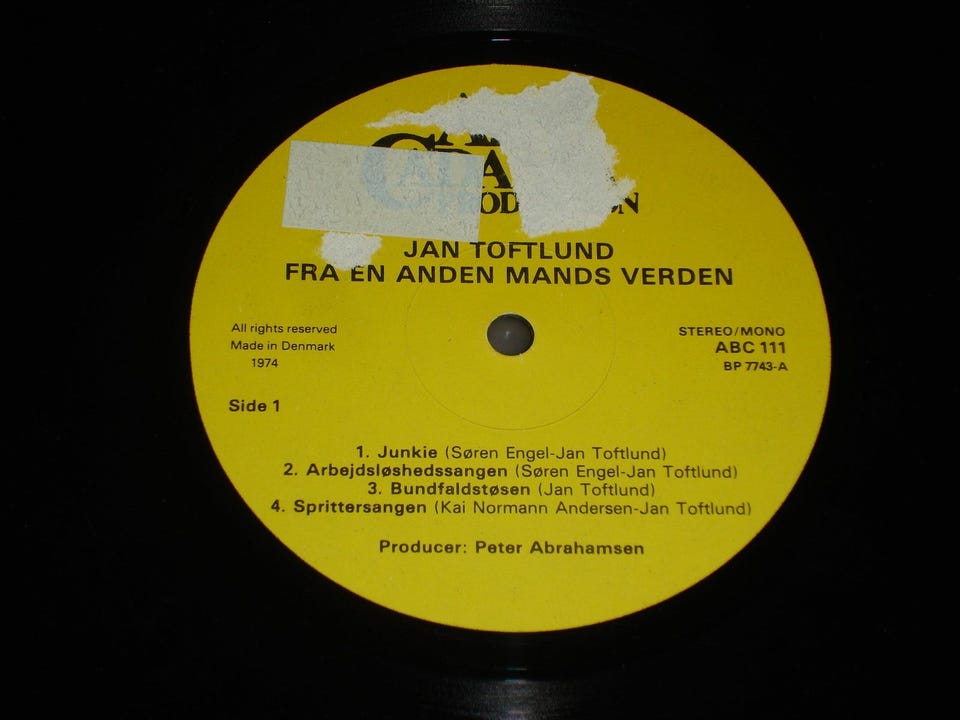 JAN TOFTLUND
FRA EN ANDEN MANDS VERDEN
All rights reserved
Made in Denmark
1974
STEREO/MONO
ABC 111
BP 7743-A
Side 1
1. Junkie (Søren Engel-Jan Toftlund)
2. Arbejdsløshedssangen (Søren Engel-Jan Toftlund)
3. Bundfaldstøsen (Jan Toftlund)
4. Sprittersangen (Kai Normann Andersen-Jan Toftlund)
Producer: Peter Abrahamsen